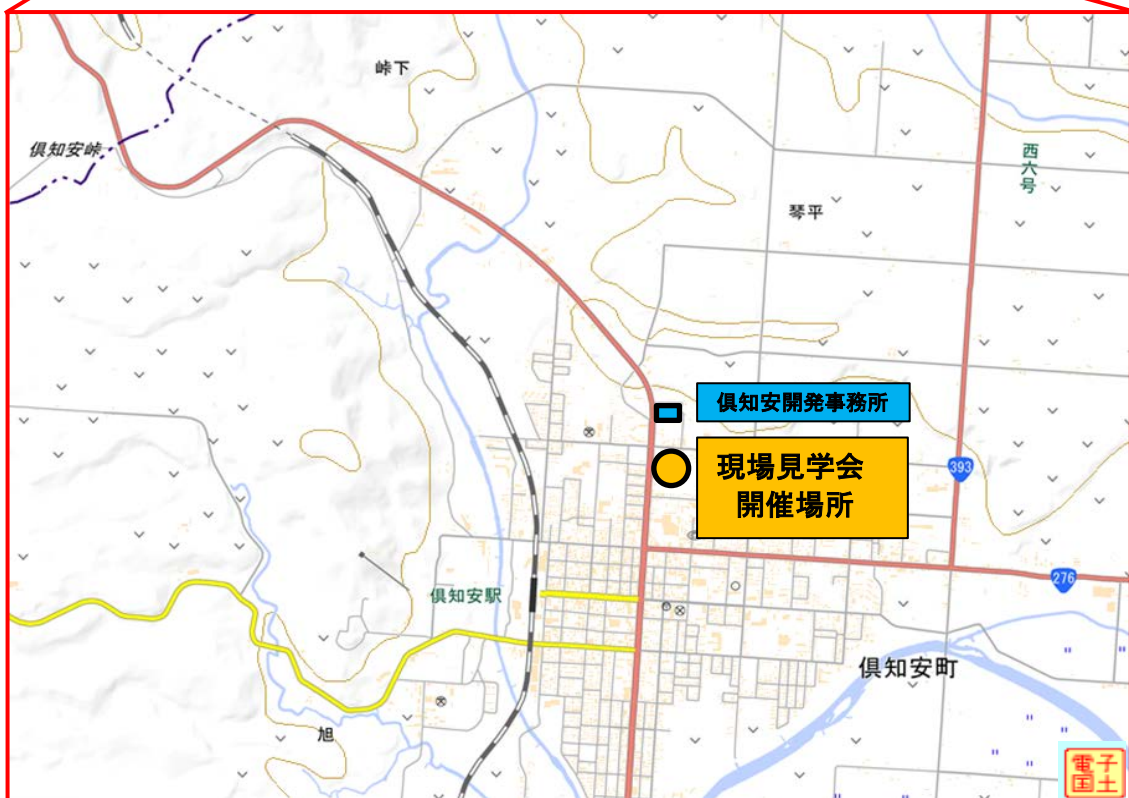 峠下
倶知安峠
西六号
琴平
倶知安開発事務所
現場見学会
開催場所
393
276
倶知安駅
倶知安町
旭
電子
国土